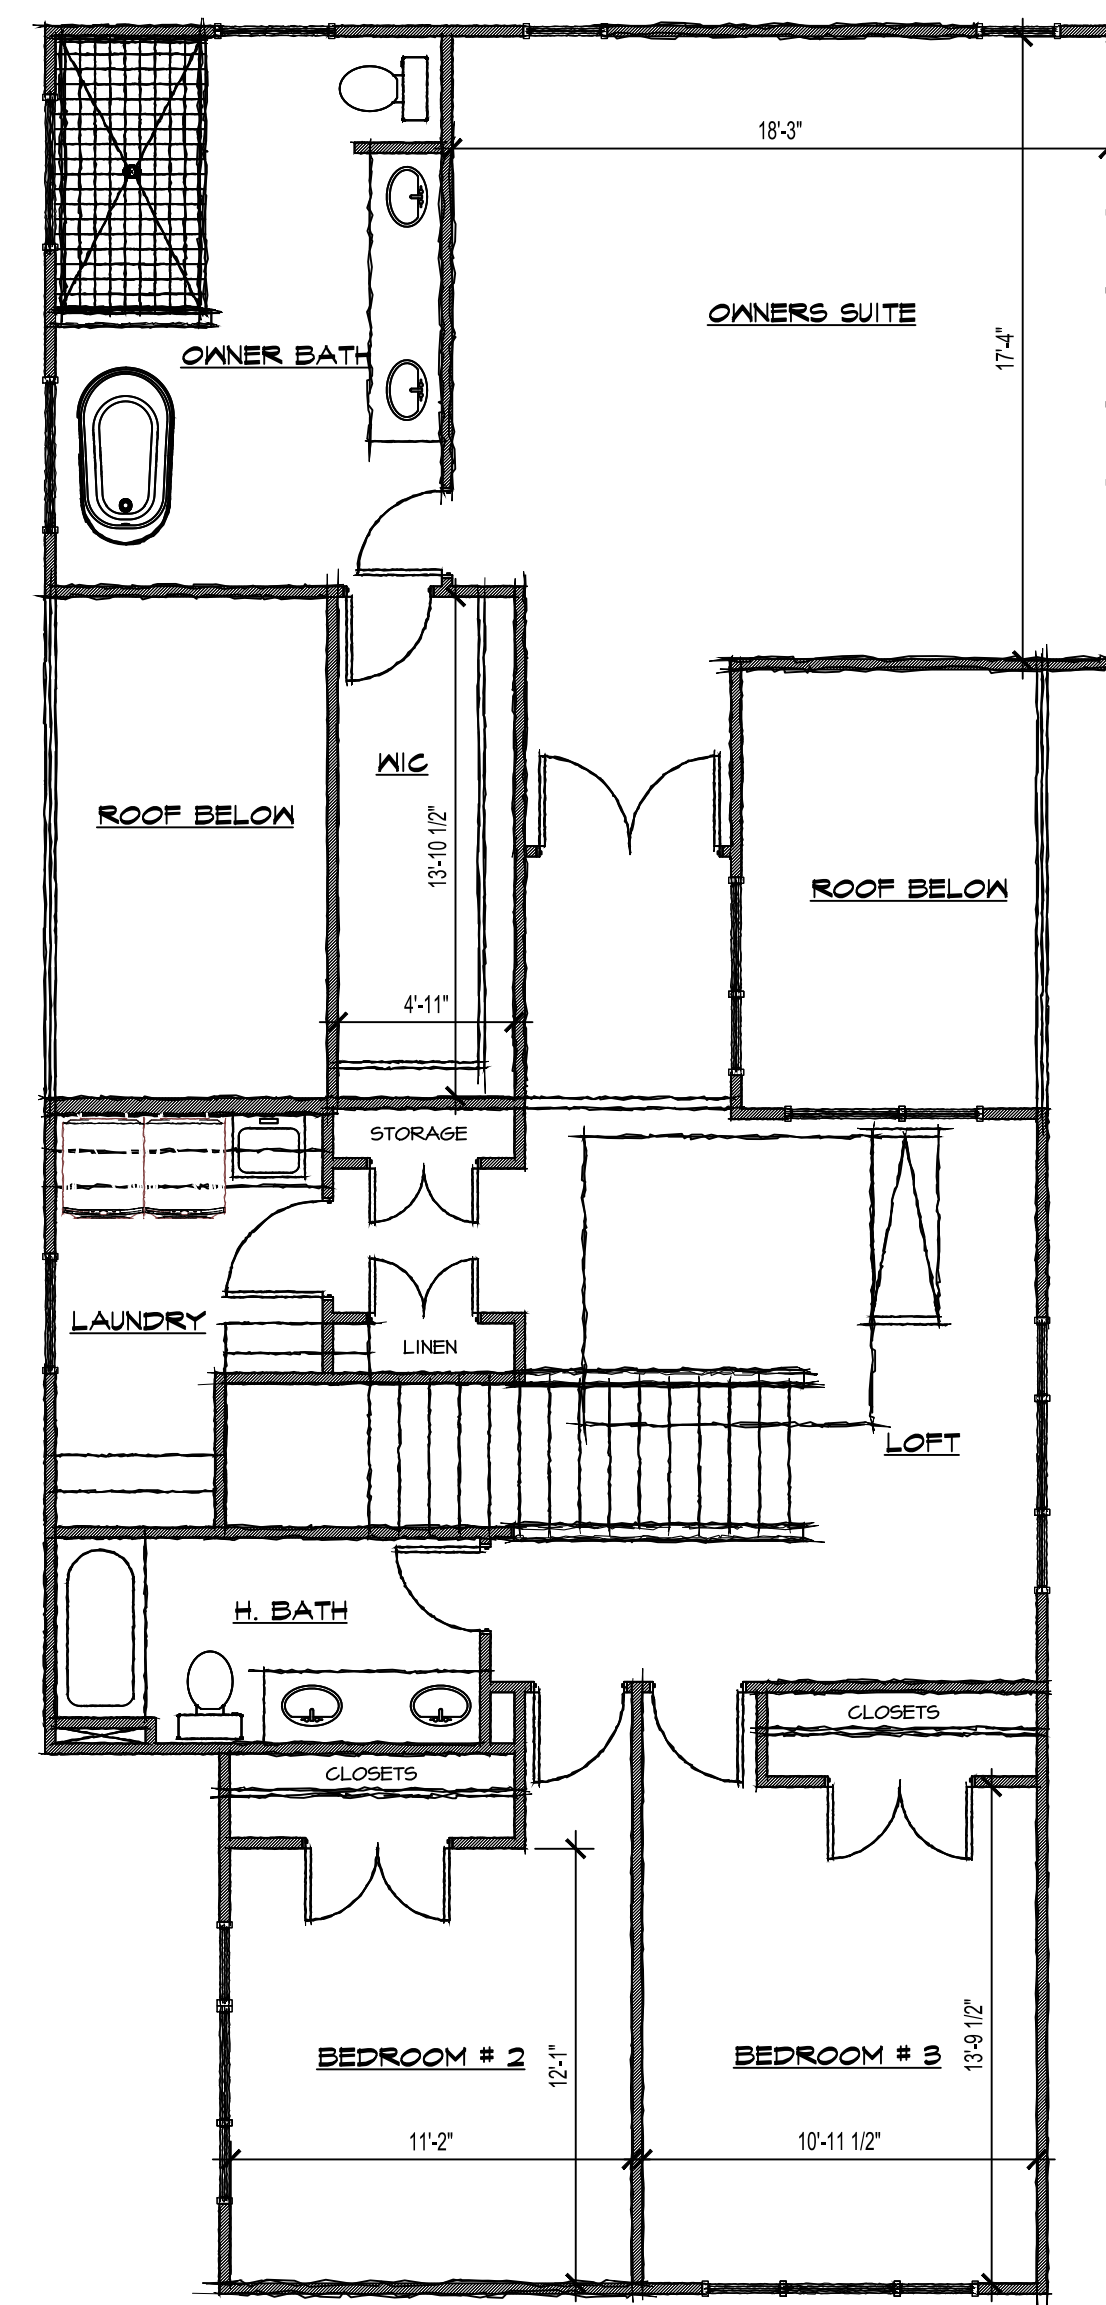 18'-3"
OWNERS SUITE
17'-4"
OWNER BATH
WIC
ROOF BELOW
13'-10 1/2"
ROOF BELOW
4'-11"
STORAGE
LAUNDRY
LINEN
LOFT
H. BATH
CLOSETS
CLOSETS
BEDROOM # 2
12'-1"
BEDROOM # 3
13'-9 1/2"
11'-2"
10'-11 1/2"